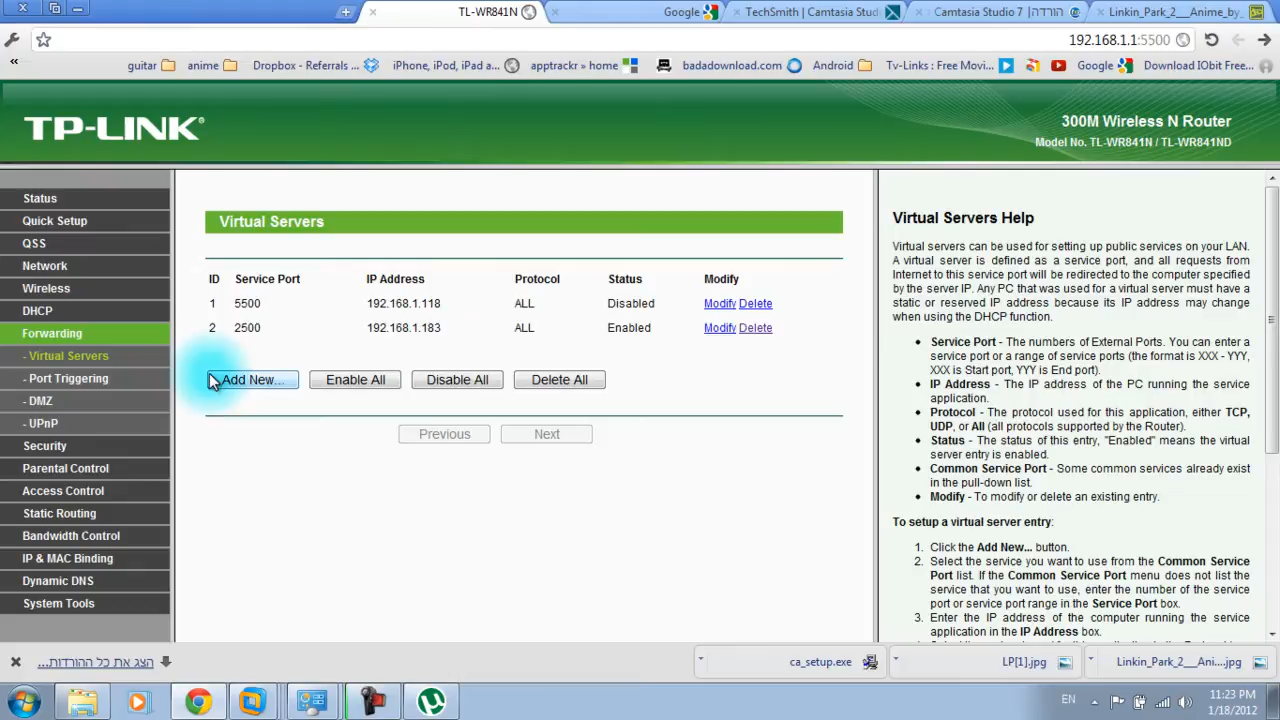 TL-WR841N
Google
TechSmith | Camtasia Stud
Camtasia Studio 7 |הורדה
Linkin_Park_2___Anime_by_
192.168.1.1:5500
«
guitar
anime
Dropbox - Referrals ...
iPhone, iPod, iPad a...
apptrackr » home
badadownload.com
Android
Tv-Links : Free Movi...
Google
Download IObit Free...
TP-LINK
300M Wireless N Router
Model No. TL-WR841N / TL-WR841ND
Status
Quick Setup
QSS
Network
Wireless
DHCP
Forwarding
- Virtual Servers
- Port Triggering
- DMZ
- UPnP
Security
Parental Control
Access Control
Static Routing
Bandwidth Control
IP & MAC Binding
Dynamic DNS
System Tools
Virtual Servers
ID Service Port IP Address Protocol Status Modify
1 5500 192.168.1.118 ALL Disabled Modify Delete
2 2500 192.168.1.183 ALL Enabled Modify Delete
Add New... Enable All Disable All Delete All
Previous Next
Virtual Servers Help
Virtual servers can be used for setting up public services on your LAN.
A virtual server is defined as a service port, and all requests from
Internet to this service port will be redirected to the computer specified
by the server IP. Any PC that was used for a virtual server must have a
static or reserved IP address because its IP address may change
when using the DHCP function.
• Service Port - The numbers of External Ports. You can enter a
service port or a range of service ports (the format is XXX - YYY,
XXX is Start port, YYY is End port).
• IP Address - The IP address of the PC running the service
application.
• Protocol - The protocol used for this application, either TCP,
UDP, or All (all protocols supported by the Router).
• Status - The status of this entry, "Enabled" means the virtual
server entry is enabled.
• Common Service Port - Some common services already exist
in the pull-down list.
• Modify - To modify or delete an existing entry.
To setup a virtual server entry:
1. Click the Add New... button.
2. Select the service you want to use from the Common Service
Port list. If the Common Service Port menu does not list the
service that you want to use, enter the number of the service
port or service port range in the Service Port box.
3. Enter the IP address of the computer running the service
application in the IP Address box.
הצג את כל ההורדות...
ca_setup.exe
LP[1].jpg
Linkin_Park_2___Ani....jpg
EN
11:23 PM
1/18/2012